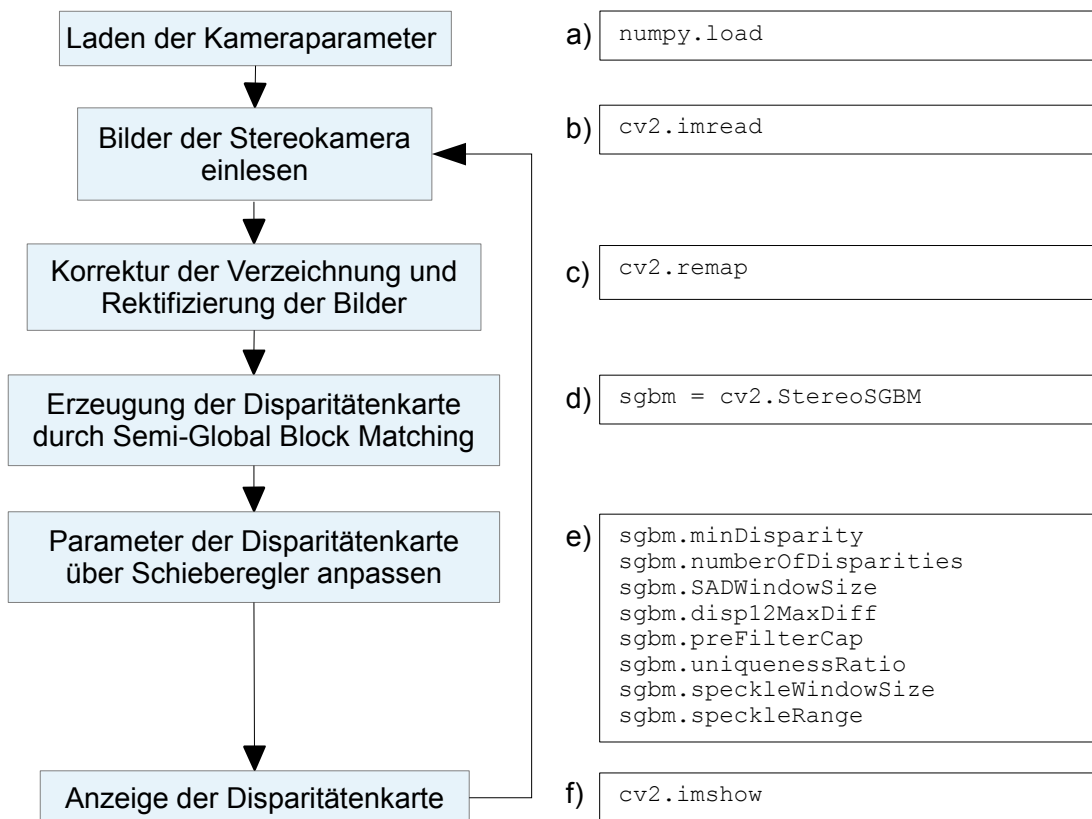 Laden der Kameraparameter
a)
numpy.load
Bilder der Stereokamera
einlesen
b)
cv2.imread
Korrektur der Verzeichnung und
Rektifizierung der Bilder
c)
cv2.remap
Erzeugung der Disparitätenkarte
durch Semi-Global Block Matching
d)
sgbm = cv2.StereoSGBM
Parameter der Disparitätenkarte
über Schieberegler anpassen
e)
sgbm.minDisparity
sgbm.numberOfDisparities
sgbm.SADWindowSize
sgbm.disp12MaxDiff
sgbm.preFilterCap
sgbm.uniquenessRatio
sgbm.speckleWindowSize
sgbm.speckleRange
Anzeige der Disparitätenkarte
f)
cv2.imshow